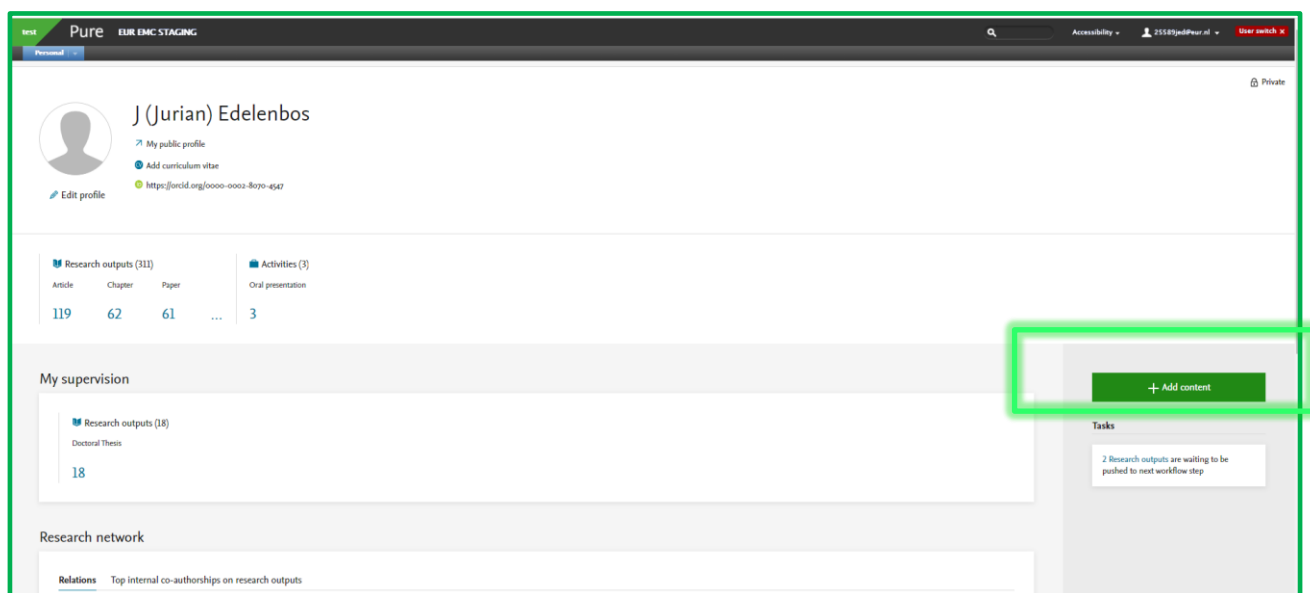 test Pure EUR EMC STAGING Accessibility 25589jed@eur.nl User switch x
Personal
Private
J (Jurian) Edelenbos
My public profile
Add curriculum vitae
https://orcid.org/0000-0002-8070-4547
Edit profile
Research outputs (311) Activities (3)
Article Chapter Paper Oral presentation
119 62 61 ... 3
My supervision
+ Add content
Research outputs (18)
Doctoral Thesis
18
Tasks
2 Research outputs are waiting to be
pushed to next workflow step
Research network
Relations Top internal co-authorships on research outputs